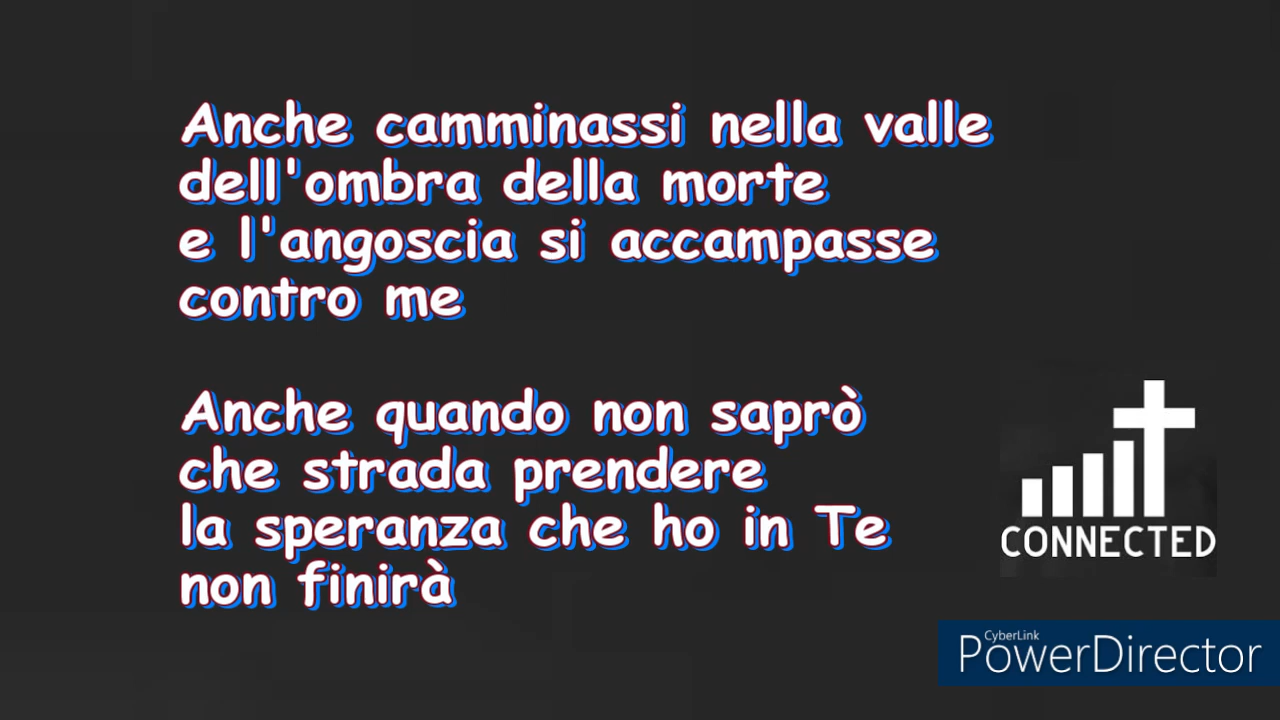 Anche camminassi nella valle
dell'ombra della morte
e l'angoscia si accampasse
contro me
Anche quando non saprò
che strada prendere
la speranza che ho in Te
non finirà
CONNECTED
CyberLink
PowerDirector